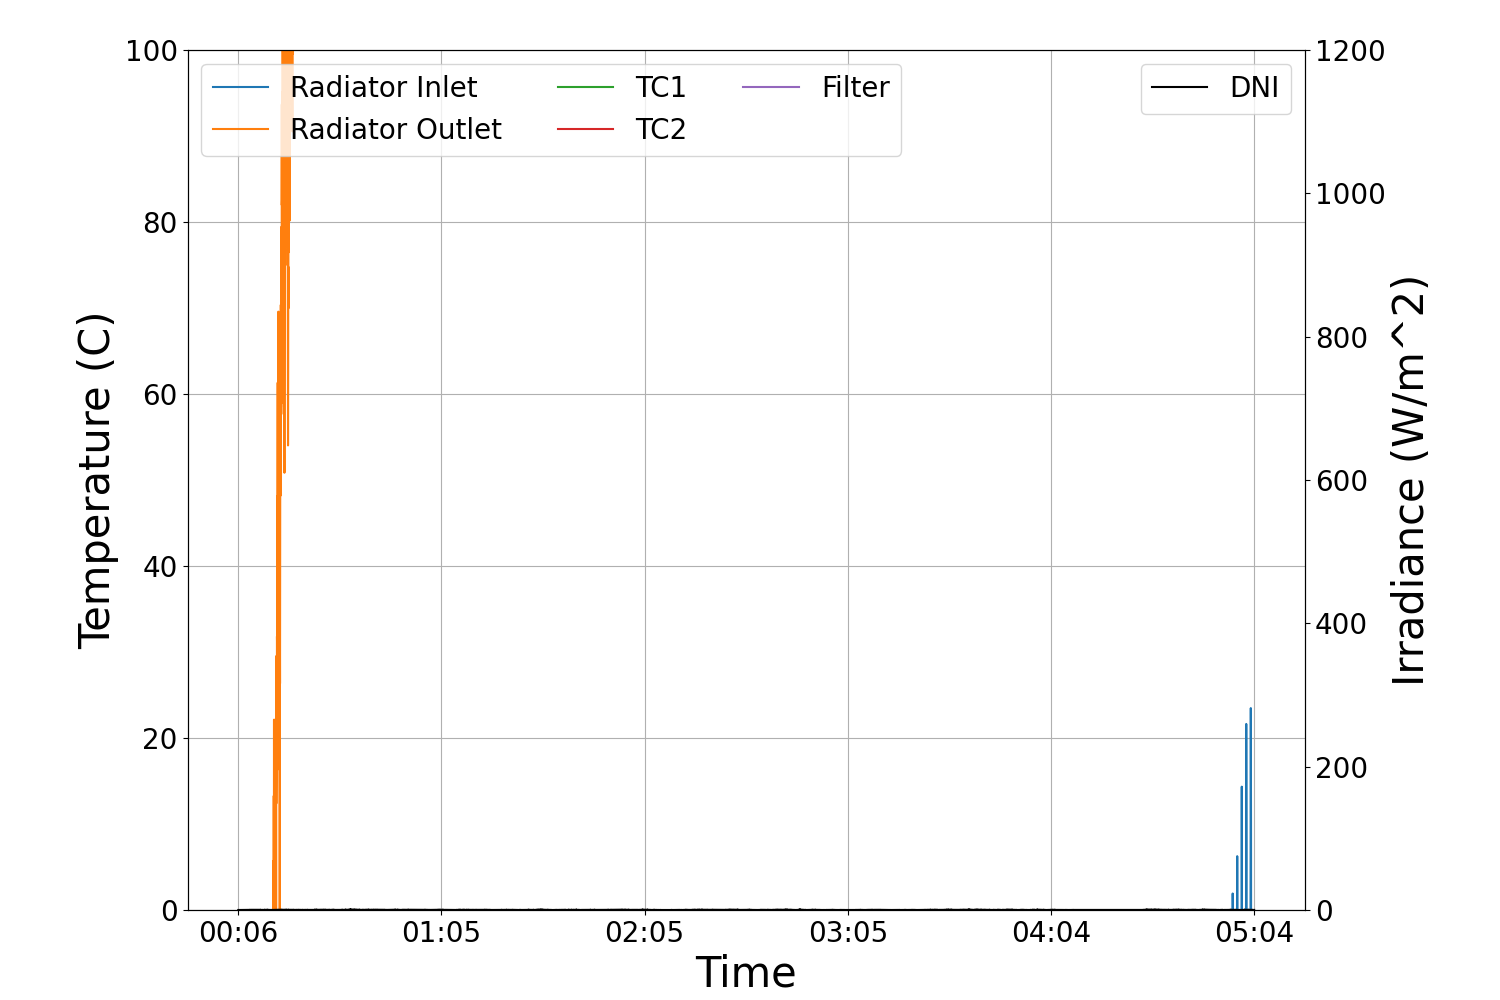 100
80
60
40
20
0
Temperature (C)
Radiator Inlet
Radiator Outlet
TC1
TC2
Filter
DNI
1200
1000
800
600
400
200
0
Irradiance (W/m^2)
00:06 01:05 02:05 03:05 04:04 05:04
Time